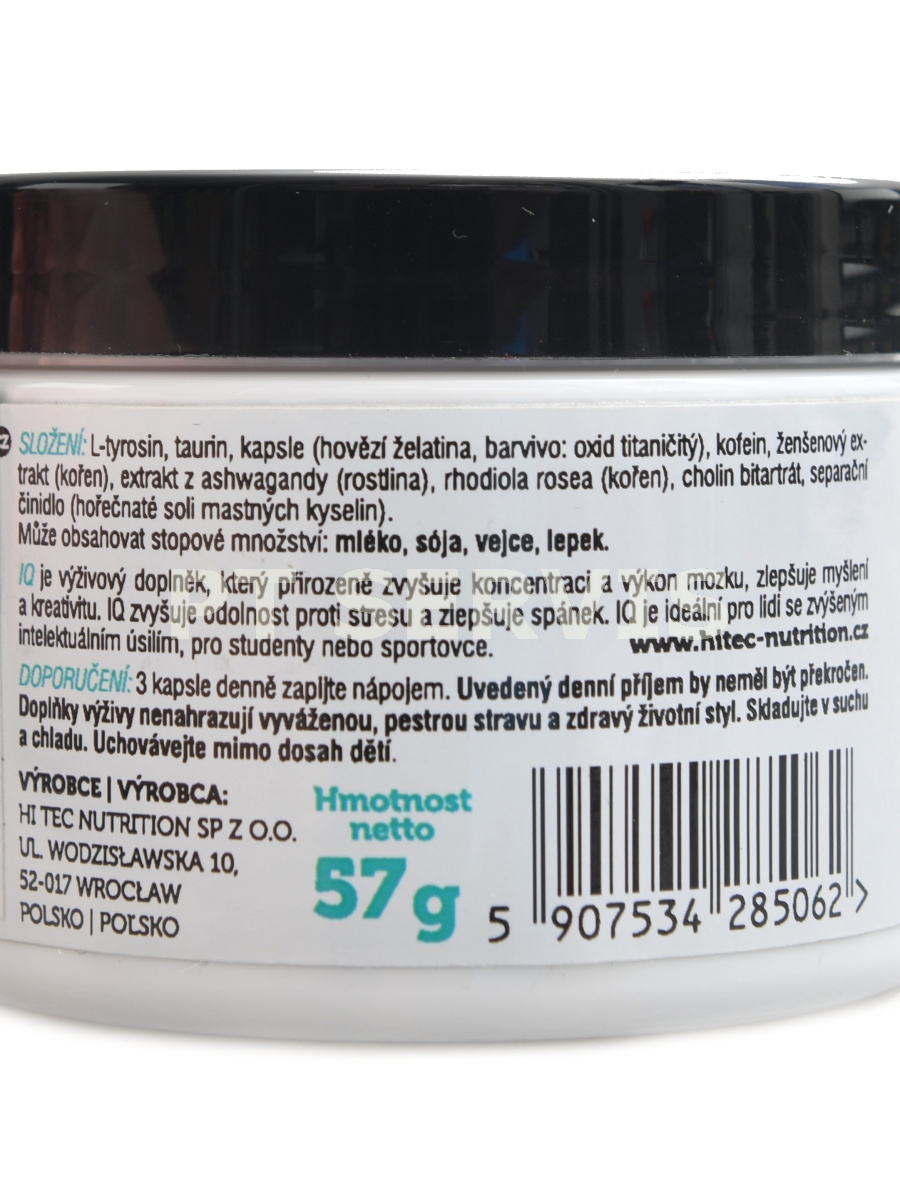 CZ SLOŽENÍ: L-tyrosin, taurin, kapsle (hovězí želatina, barvivo: oxid titaničitý), kofein, ženšenový ex-
trakt (kořen), extrakt z ashwagandy (rostlina), rhodiola rosea (kořen), cholin bitartrát, separační
činidlo (hořečnaté soli mastných kyselin).
Může obsahovat stopové množství: mléko, sója, vejce, lepek.
IQ je výživový doplněk, který přirozeně zvyšuje koncentraci a výkon mozku, zlepšuje myšlení
a kreativitu. IQ zvyšuje odolnost proti stresu a zlepšuje spánek. IQ je ideální pro lidi se zvýšeným
intelektuálním úsilím, pro studenty nebo sportovce. www.hitec-nutrition.cz
PT SERVIS
DOPORUČENÍ: 3 kapsle denně zapijte nápojem. Uvedený denní příjem by neměl být překročen.
Doplňky výživy nenahrazují vyváženou, pestrou stravu a zdravý životní styl. Skladujte v suchu
a chladu. Uchovávejte mimo dosah dětí.
VÝROBCE | VÝROBCA:
HI TEC NUTRITION SP Z O.O.
UL. WODZISŁAWSKA 10,
52-017 WROCŁAW
POLSKO | POĽSKO
Hmotnost
netto
57 g
5 907534 285062 >